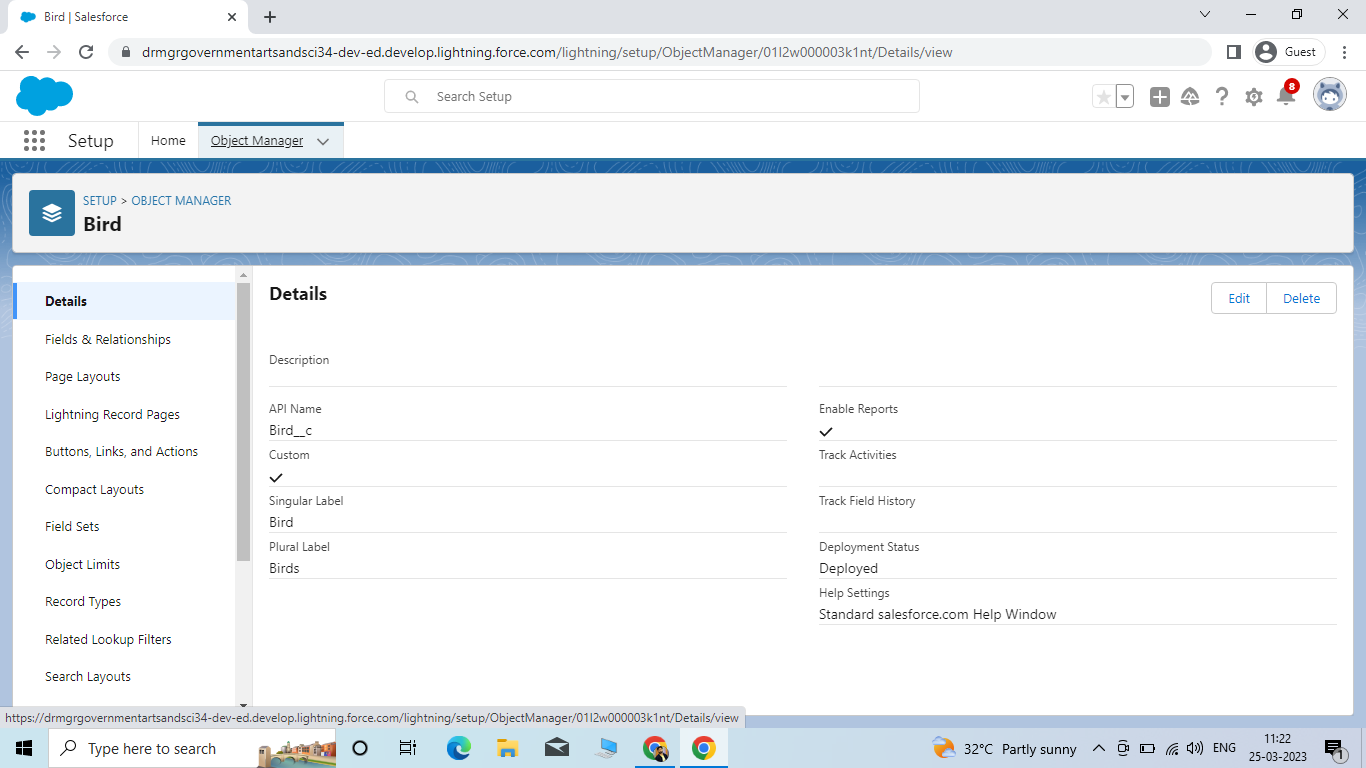 Bird | Salesforce
drmgrgovernmentartsandsci34-dev-ed.develop.lightning.force.com/lightning/setup/ObjectManager/01I2w000003k1nt/Details/view
Guest
Search Setup
8
Setup
Home
Object Manager
SETUP > OBJECT MANAGER
Bird
Details
Fields & Relationships
Page Layouts
Lightning Record Pages
Buttons, Links, and Actions
Compact Layouts
Field Sets
Object Limits
Record Types
Related Lookup Filters
Search Layouts
Details
Edit
Delete
Description
API Name
Bird__c
Custom
Singular Label
Bird
Plural Label
Birds
Enable Reports
Track Activities
Track Field History
Deployment Status
Deployed
Help Settings
Standard salesforce.com Help Window
https://drmgrgovernmentartsandsci34-dev-ed.develop.lightning.force.com/lightning/setup/ObjectManager/01I2w000003k1nt/Details/view
Type here to search
32°C Partly sunny
ENG
11:22
25-03-2023
1